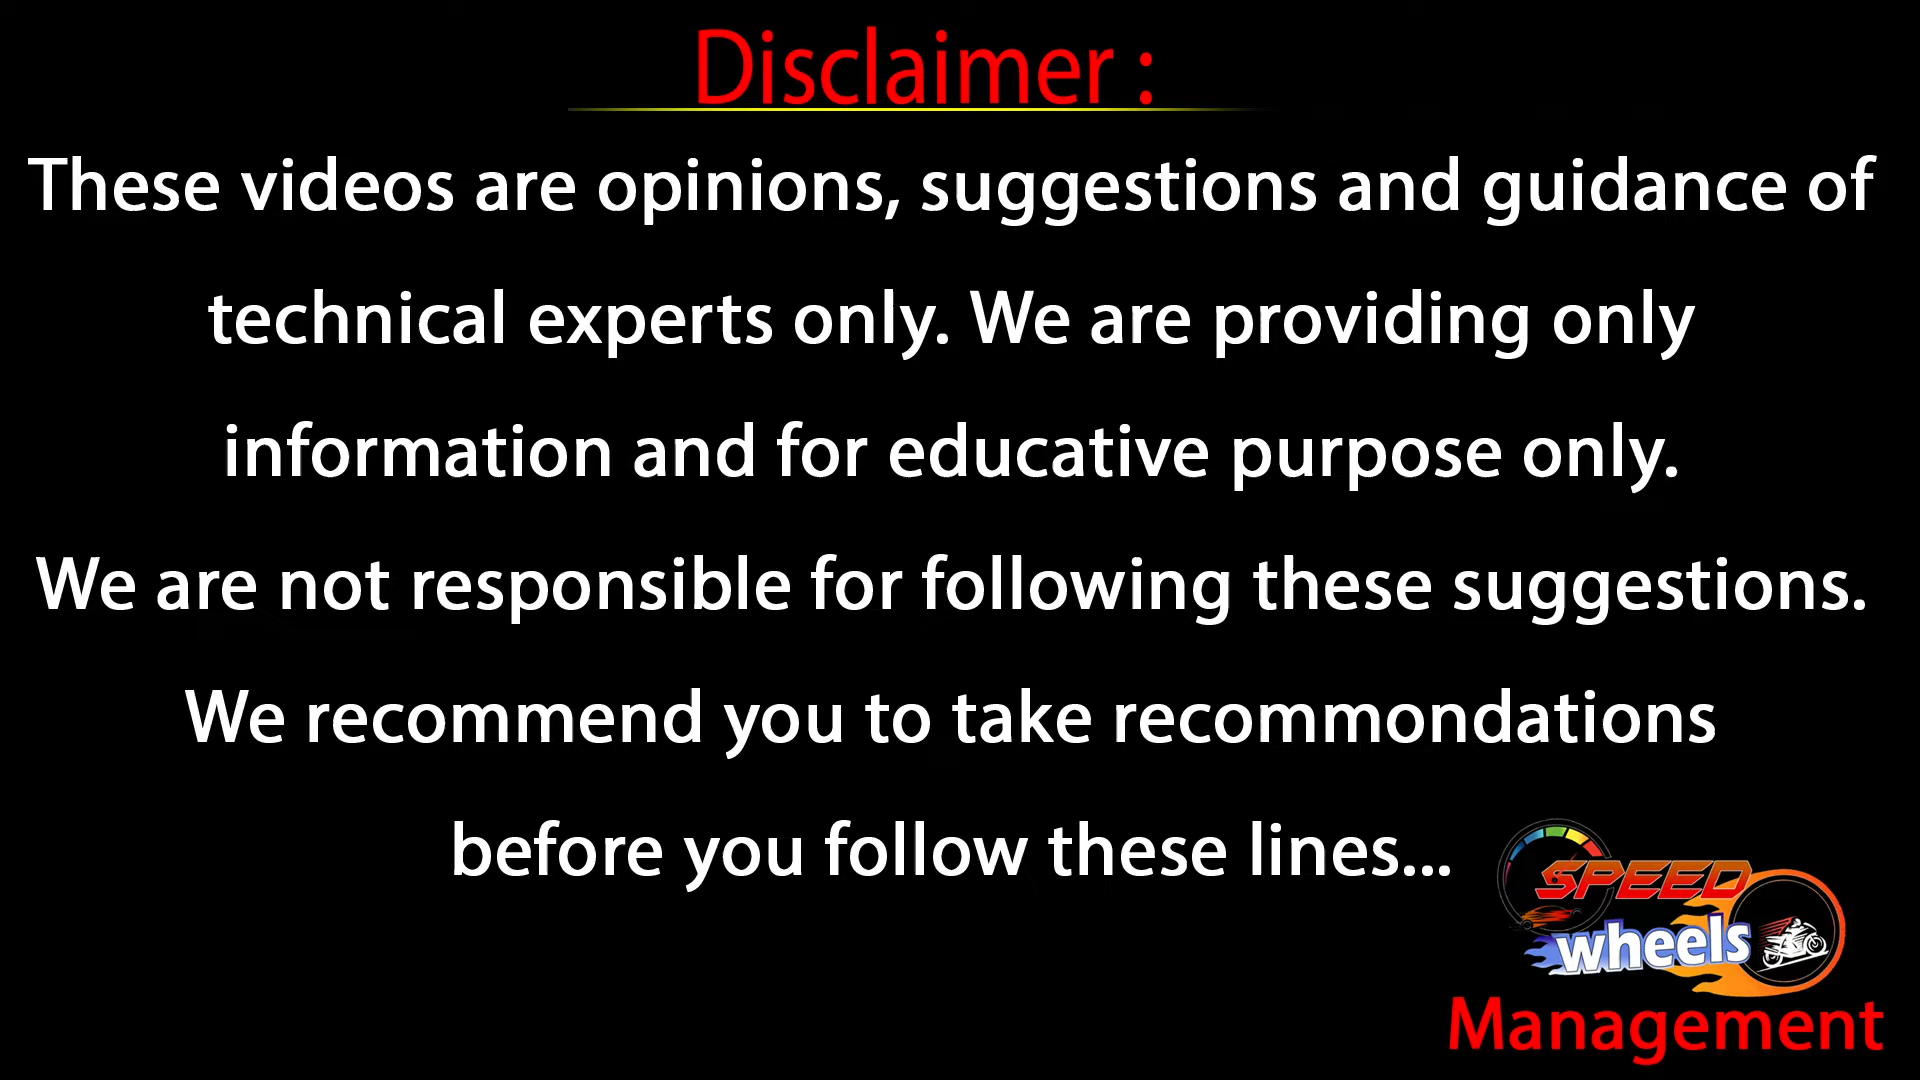 Disclaimer :
These videos are opinions, suggestions and guidance of
technical experts only. We are providing only
information and for educative purpose only.
We are not responsible for following these suggestions.
We recommend you to take recommondations
before you follow these lines...
SPEED
wheels
Management